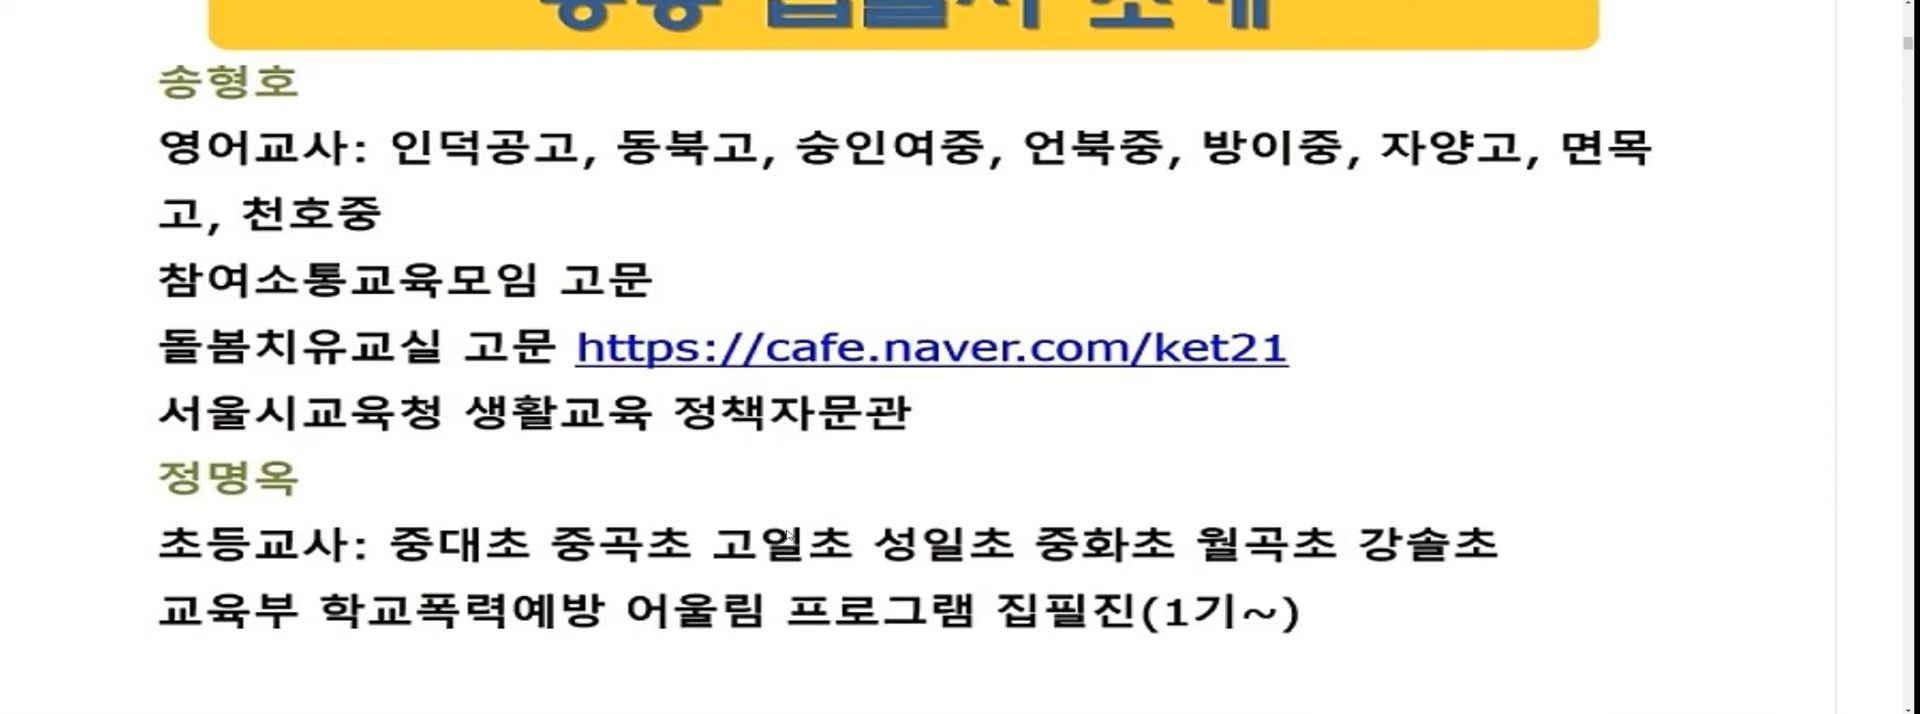 송형호
영어교사: 인덕공고, 동북고, 숭인여중, 언북중, 방이중, 자양고, 면목
고, 천호중
참여소통교육모임 고문
돌봄치유교실 고문 https://cafe.naver.com/ket21
서울시교육청 생활교육 정책자문관
정명옥
초등교사: 중대초 중곡초 고일초 성일초 중화초 월곡초 강솔초
교육부 학교폭력예방 어울림 프로그램 집필진(1기~)